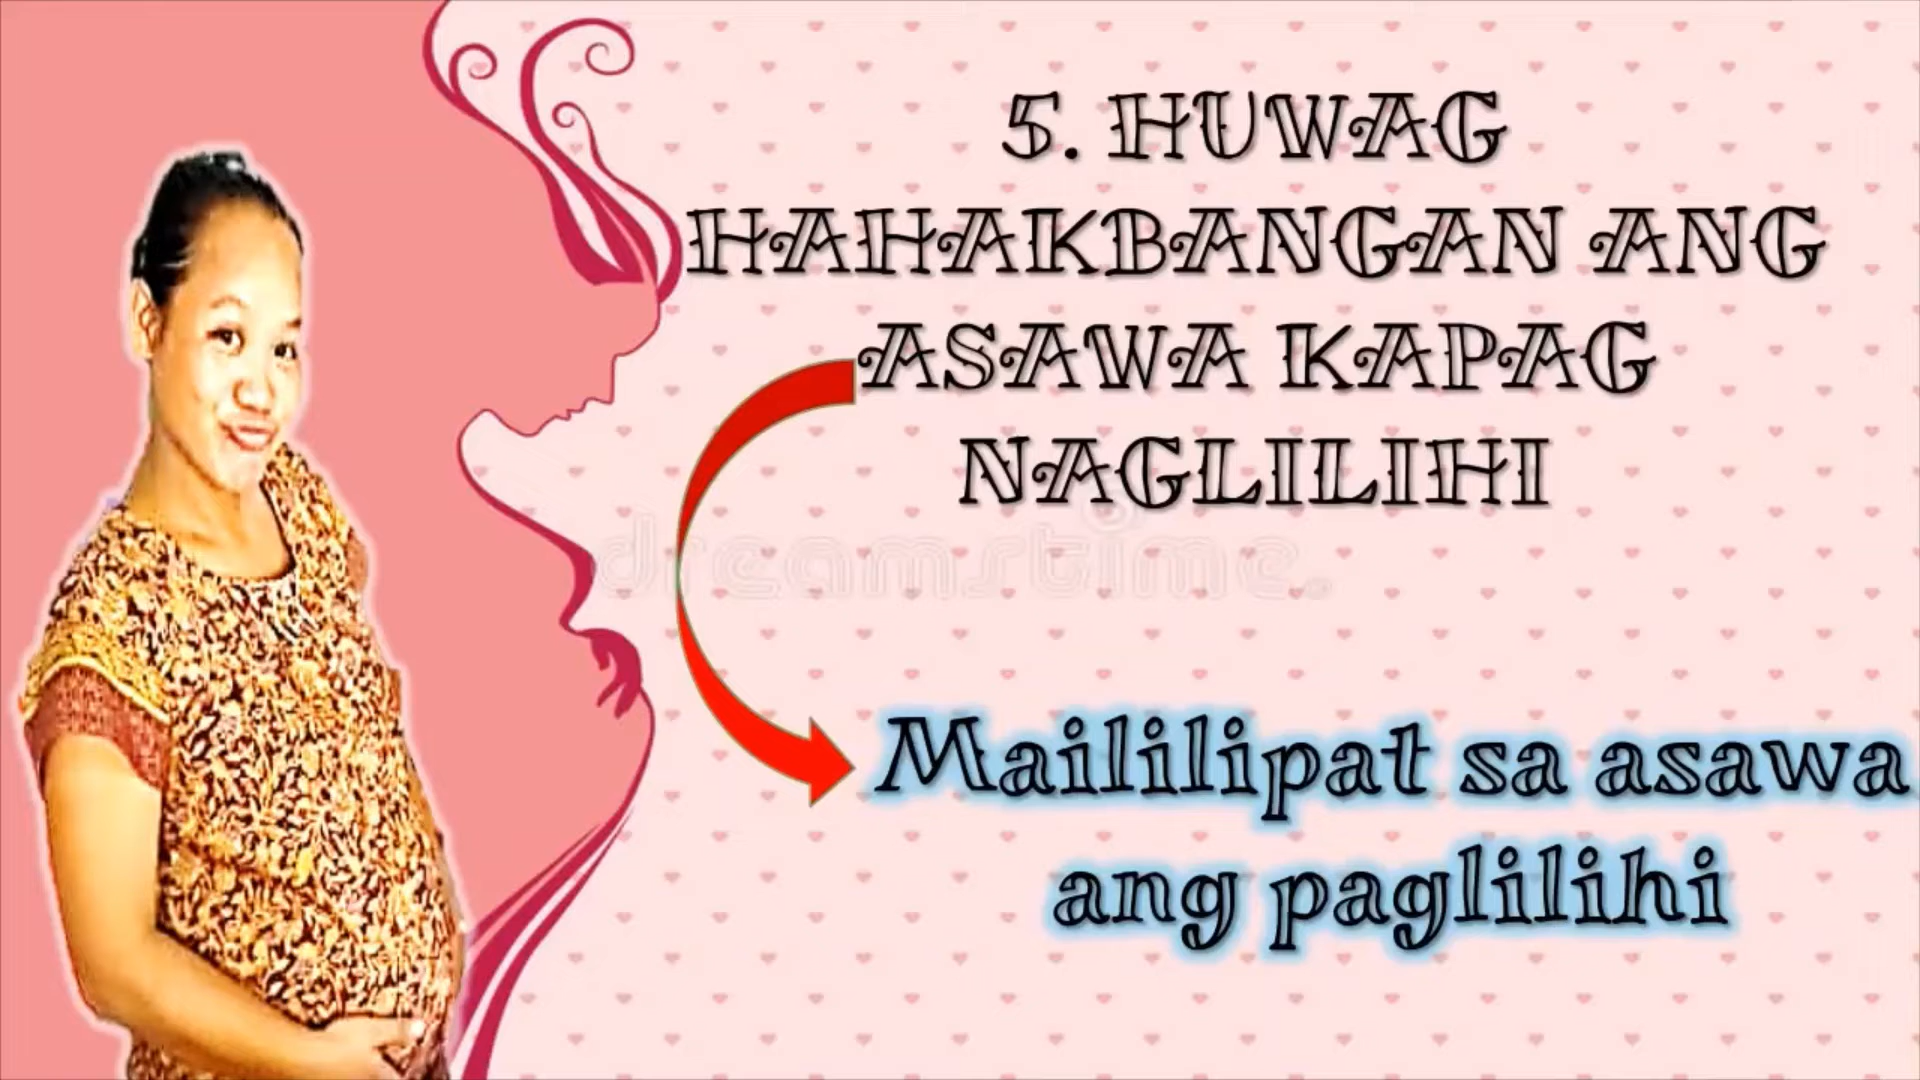 5. HUWAG
HAHAKBANGAN ANG
ASAWA KAPAG
NAGLILIHI
dreamstime.
Maililipat sa asawa
ang paglilihi